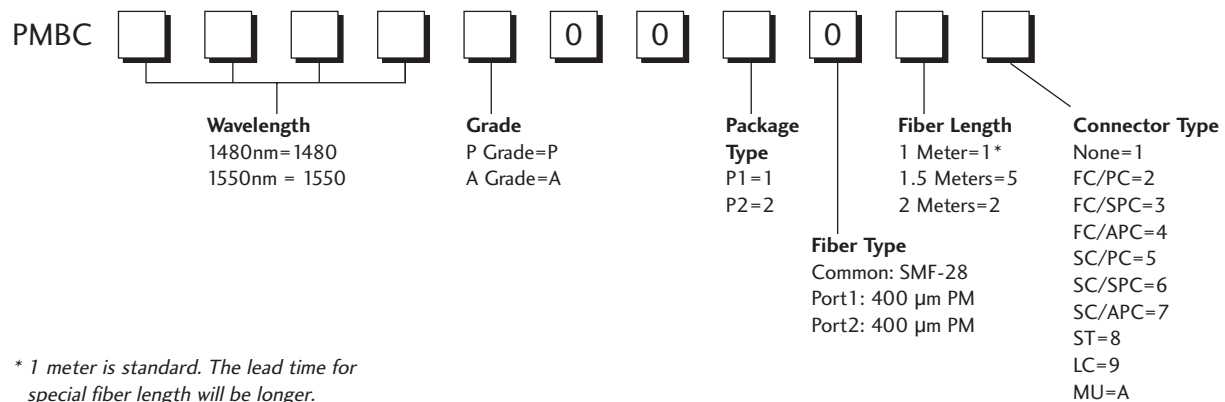 PMBC 0 0 0
Wavelength
1480nm=1480
1550nm = 1550
Grade
P Grade=P
A Grade=A
Package
Type
P1=1
P2=2
Fiber Type
Common: SMF-28
Port1: 400 µm PM
Port2: 400 µm PM
Fiber Length
1 Meter=1*
1.5 Meters=5
2 Meters=2
Connector Type
None=1
FC/PC=2
FC/SPC=3
FC/APC=4
SC/PC=5
SC/SPC=6
SC/APC=7
ST=8
LC=9
MU=A
* 1 meter is standard. The lead time for
special fiber length will be longer.